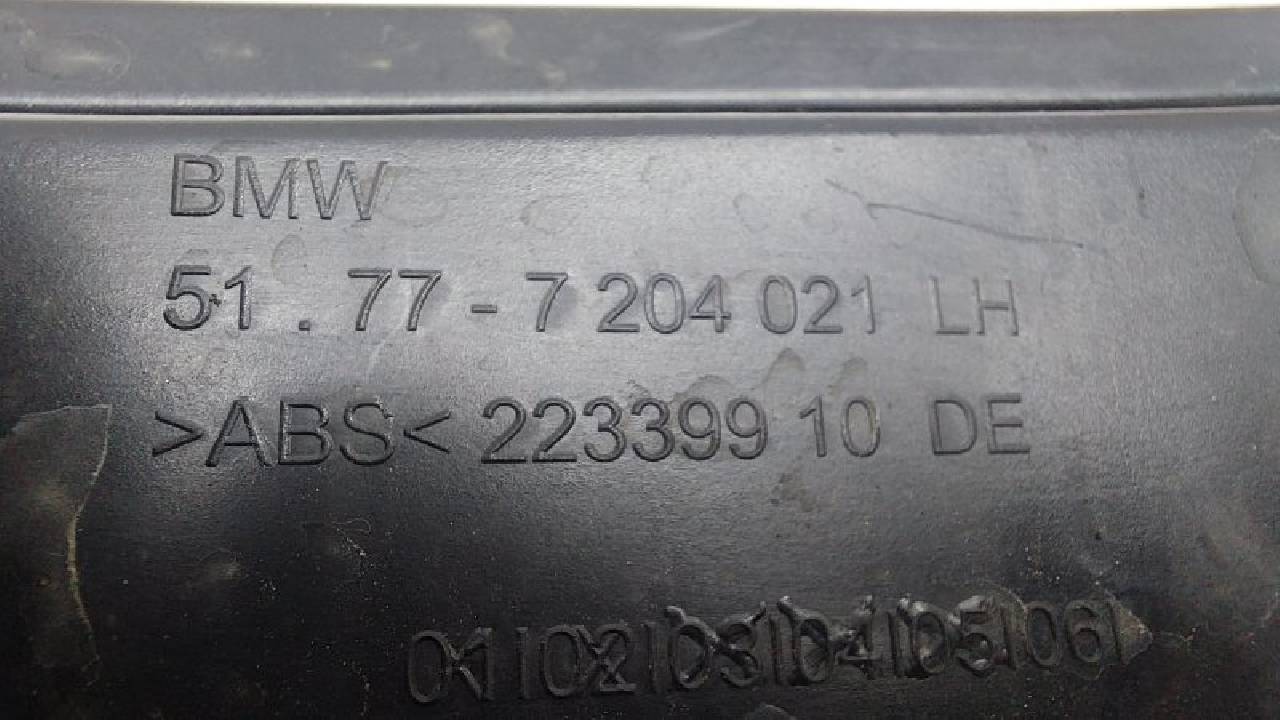 BMW
51 . 77 - 7 204 021 LH
>ABS< 223399 10 DE
01|02|03|04|05|06|